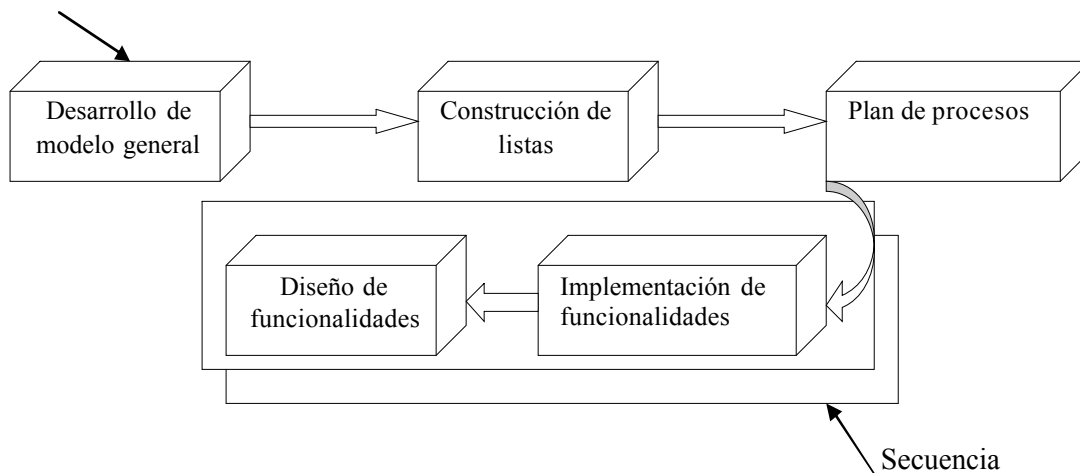 Desarrollo de
modelo general
Construcción de
listas
Plan de procesos
Diseño de
funcionalidades
Implementación de
funcionalidades
Secuencia